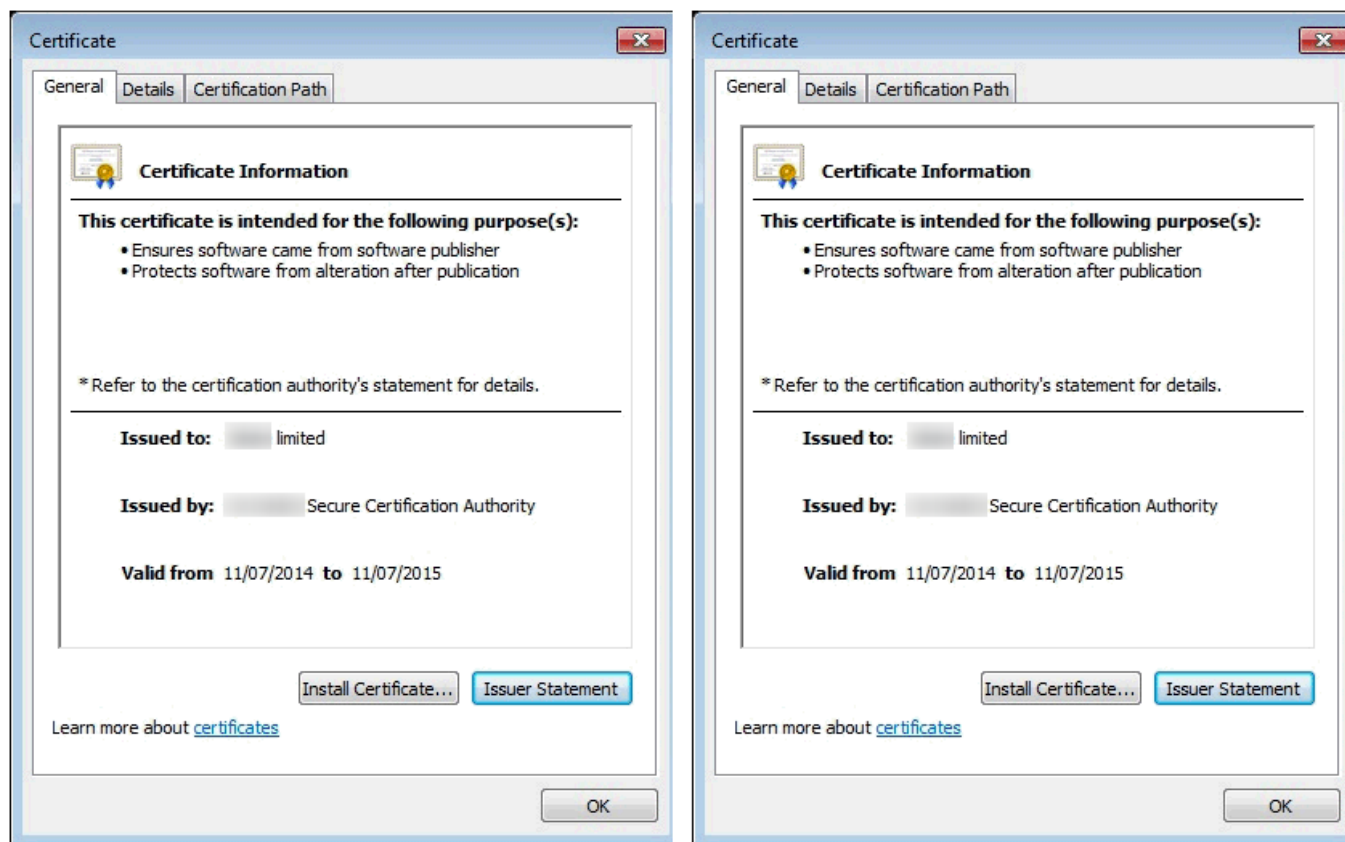 Certificate
General Details Certification Path
Certificate Information
This certificate is intended for the following purpose(s):
• Ensures software came from software publisher
• Protects software from alteration after publication
* Refer to the certification authority's statement for details.
Issued to: limited
Issued by: Secure Certification Authority
Valid from 11/07/2014 to 11/07/2015
Install Certificate... Issuer Statement
Learn more about certificates
OK
Certificate
General Details Certification Path
Certificate Information
This certificate is intended for the following purpose(s):
• Ensures software came from software publisher
• Protects software from alteration after publication
* Refer to the certification authority's statement for details.
Issued to: limited
Issued by: Secure Certification Authority
Valid from 11/07/2014 to 11/07/2015
Install Certificate... Issuer Statement
Learn more about certificates
OK